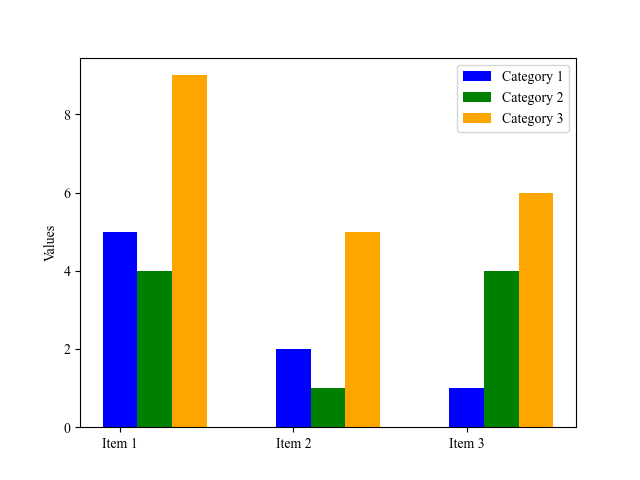 Category 1
Category 2
Category 3
Values
8
6
4
2
0
Item 1 Item 2 Item 3